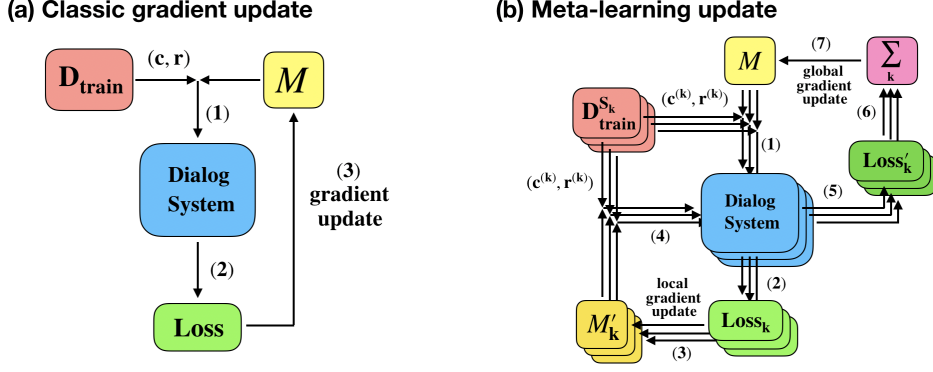 (a) Classic gradient update
(c, r)
D_train
M
(1)
Dialog
System
(3)
gradient
update
(2)
Loss
(b) Meta-learning update
(7)
M
∑
k
global
gradient
update
(c^(k), r^(k))
D^{S_k}_train
(6)
(1)
Loss′_k
(c^(k), r^(k))
Dialog
System
(5)
(4)
(2)
local
gradient
update
M′_k
Loss_k
(3)